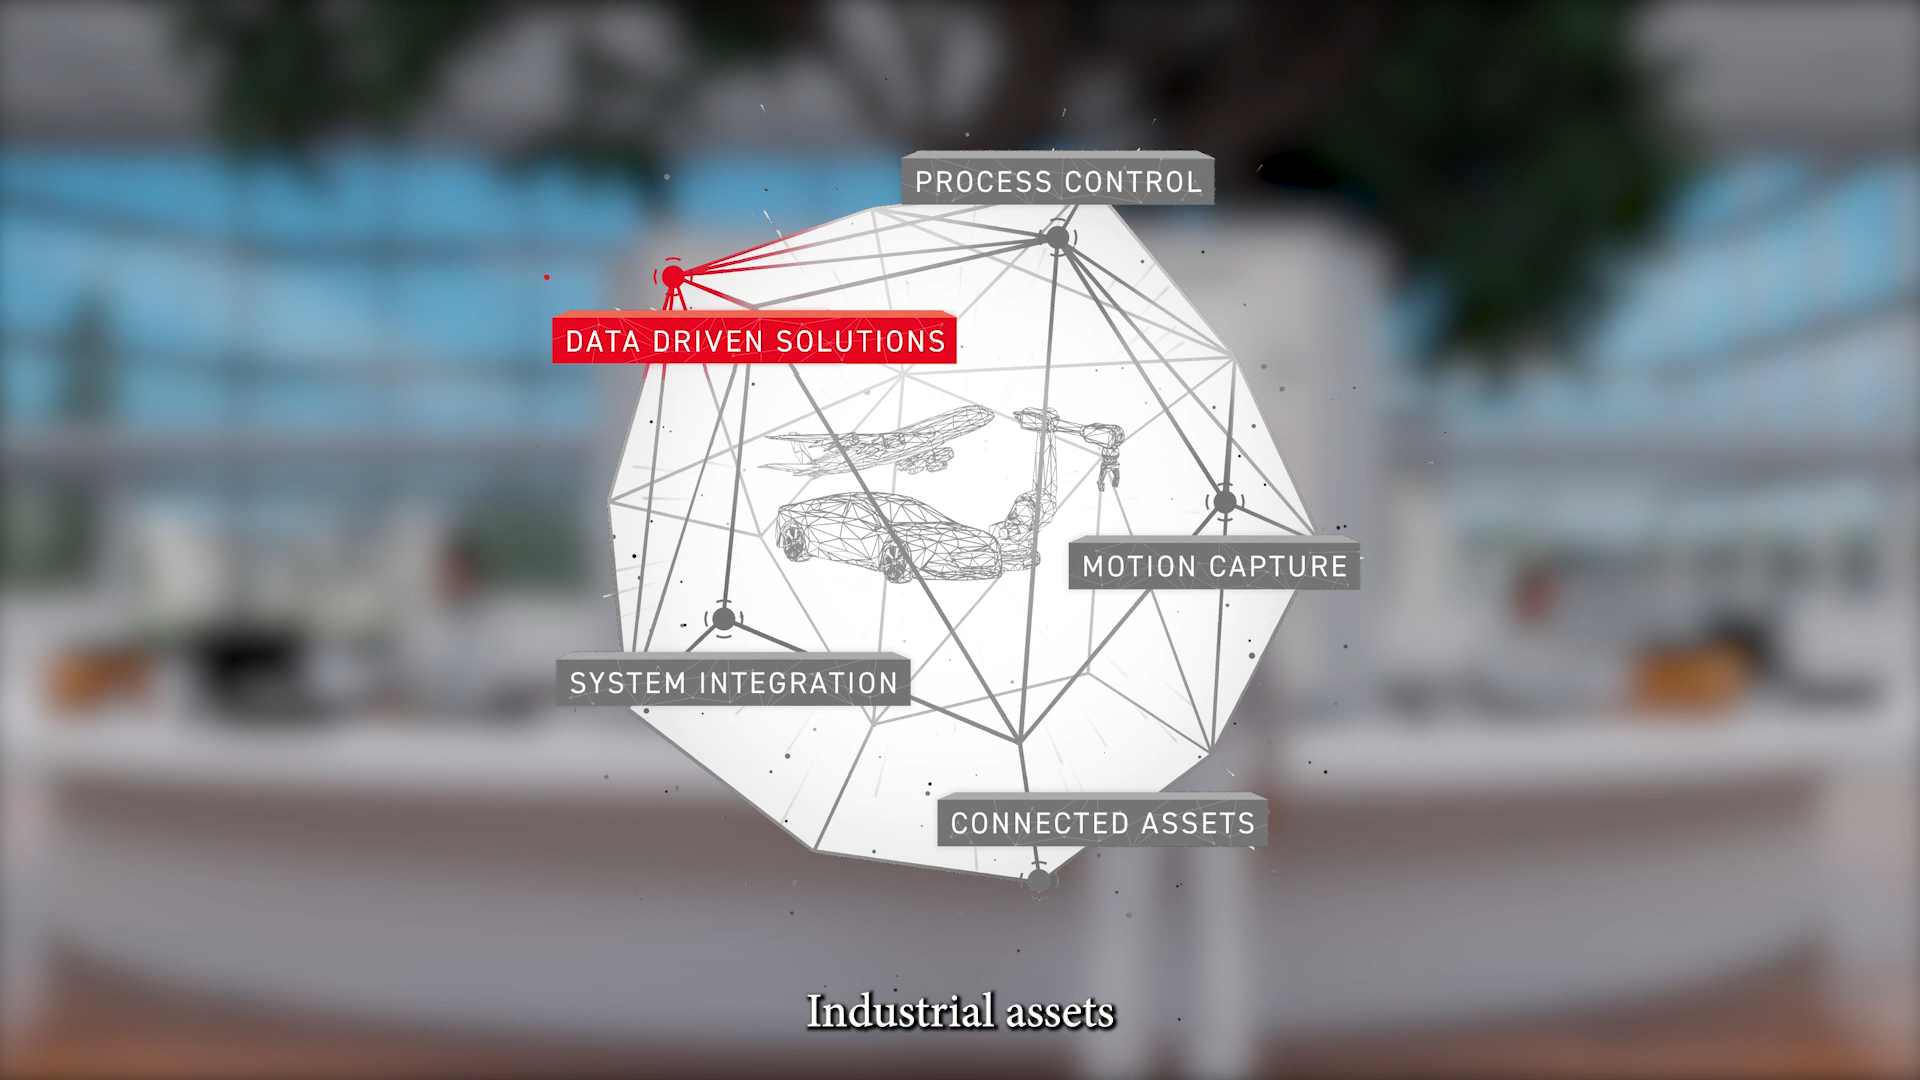 PROCESS CONTROL
DATA DRIVEN SOLUTIONS
MOTION CAPTURE
SYSTEM INTEGRATION
CONNECTED ASSETS
Industrial assets